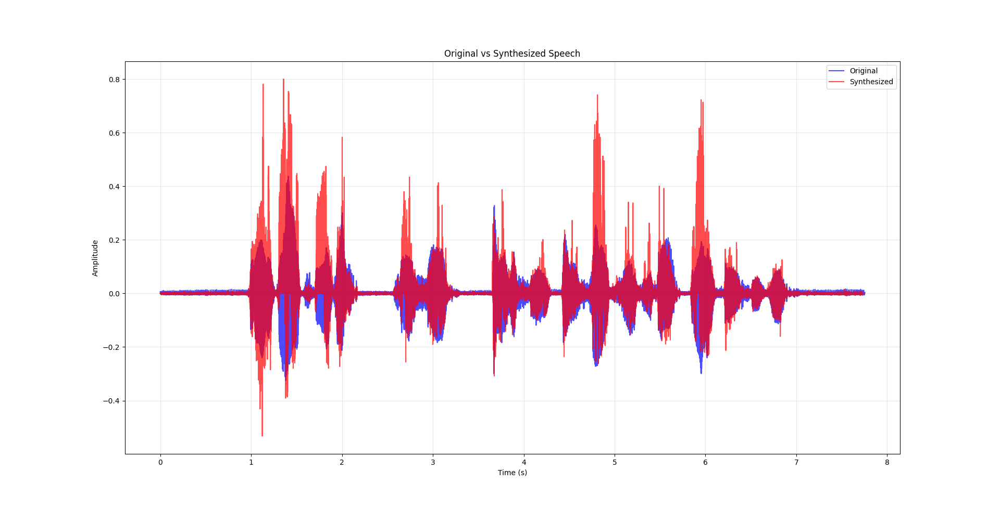 Original vs Synthesized Speech
Original
Synthesized
Amplitude
0.8
0.6
0.4
0.2
0.0
−0.2
−0.4
0 1 2 3 4 5 6 7 8
Time (s)